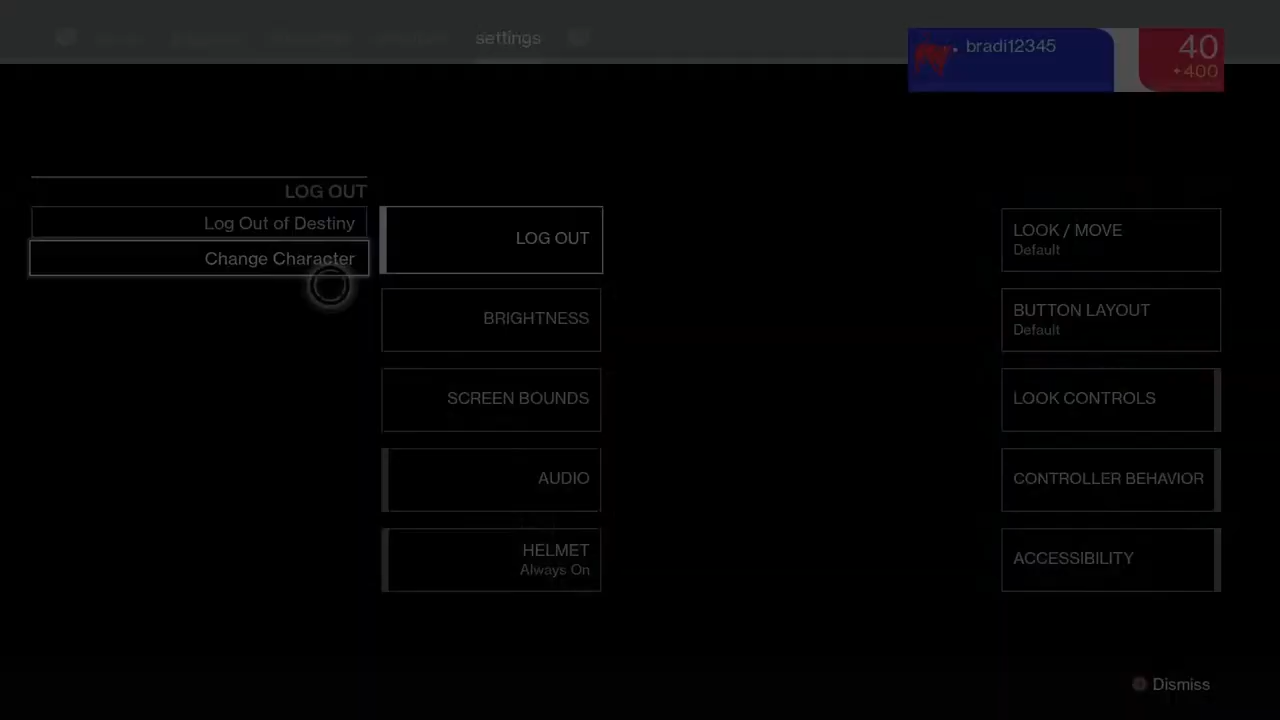 settings
bradi12345
40
+400
LOG OUT
Log Out of Destiny
Change Character
LOG OUT
BRIGHTNESS
SCREEN BOUNDS
AUDIO
HELMET
Always On
LOOK / MOVE
Default
BUTTON LAYOUT
Default
LOOK CONTROLS
CONTROLLER BEHAVIOR
ACCESSIBILITY
Dismiss